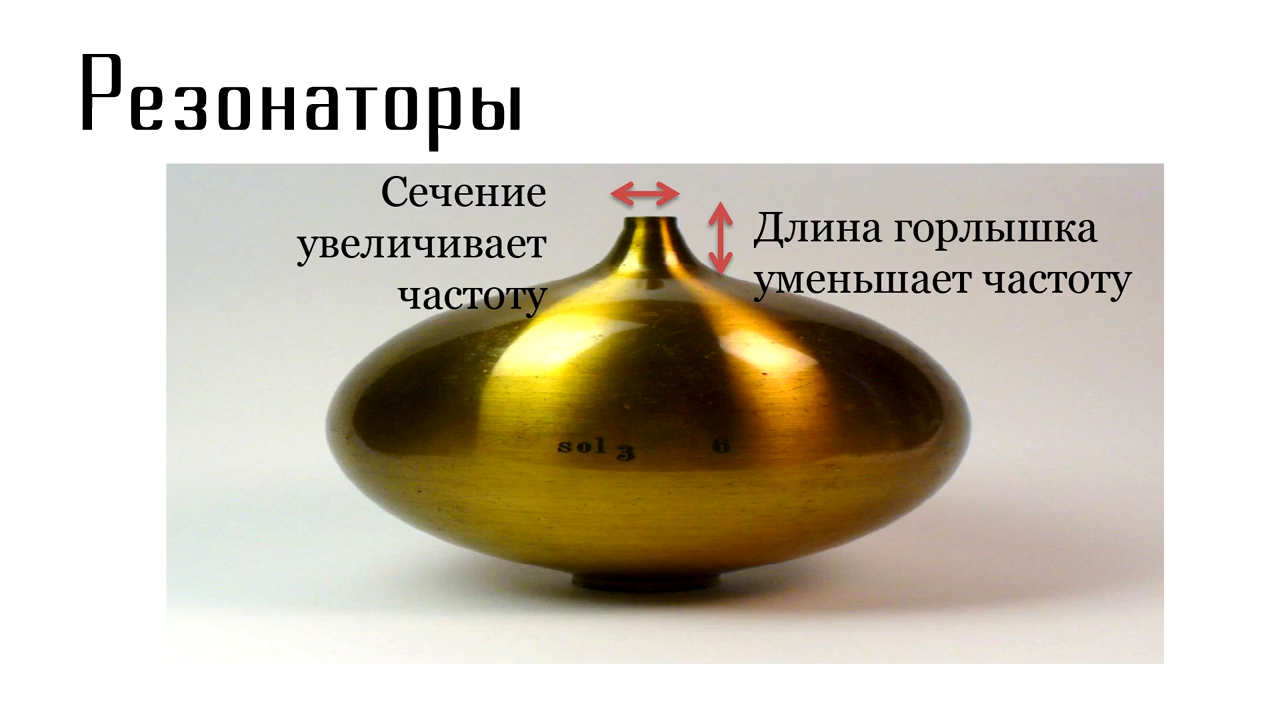 Резонаторы
Сечение
увеличивает
частоту
Длина горлышка
уменьшает частоту
sol 3 6